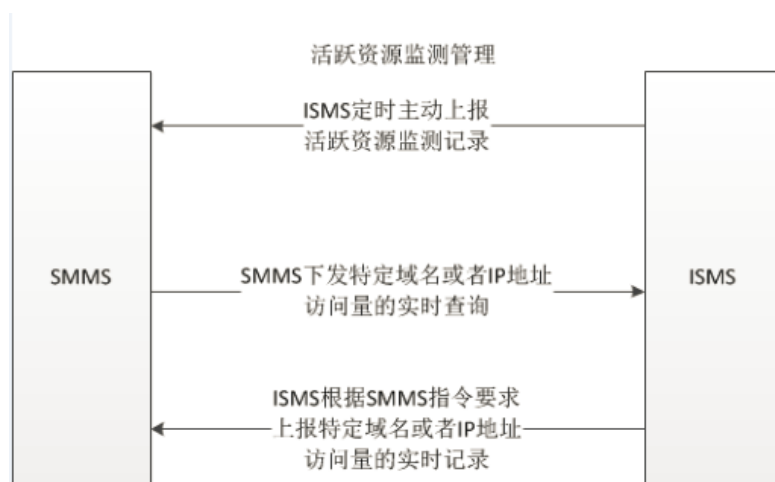 活跃资源监测管理
ISMS定时主动上报
活跃资源监测记录
SMMS
SMMS下发特定域名或者IP地址
访问量的实时查询
ISMS
ISMS根据SMMS指令要求
上报特定域名或者IP地址
访问量的实时记录